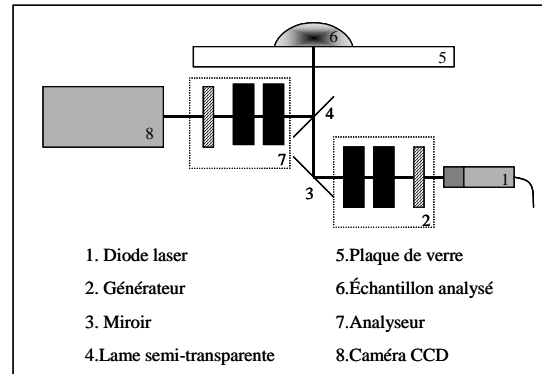 6
5
4
8
7
3
1
2
1. Diode laser
2. Générateur
3. Miroir
4.Lame semi-transparente
5.Plaque de verre
6.Échantillon analysé
7.Analyseur
8.Caméra CCD